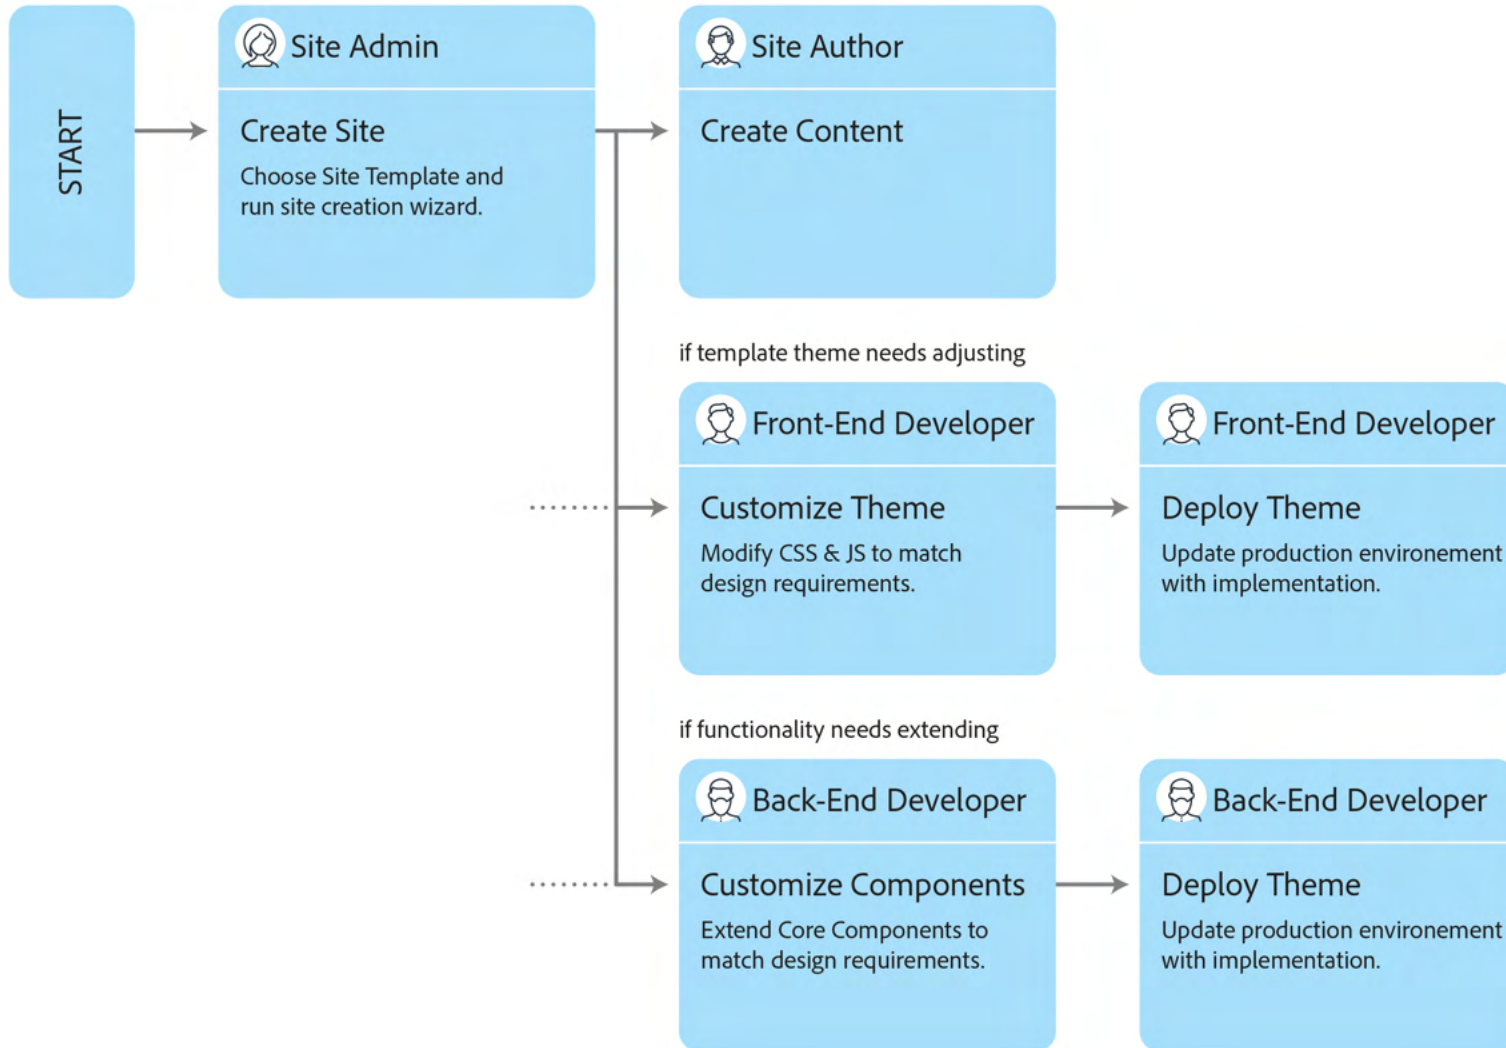 START
Site Admin
Create Site
Choose Site Template and
run site creation wizard.
Site Author
Create Content
if template theme needs adjusting
Front-End Developer
Customize Theme
Modify CSS & JS to match
design requirements.
Front-End Developer
Deploy Theme
Update production environement
with implementation.
if functionality needs extending
Back-End Developer
Customize Components
Extend Core Components to
match design requirements.
Back-End Developer
Deploy Theme
Update production environement
with implementation.